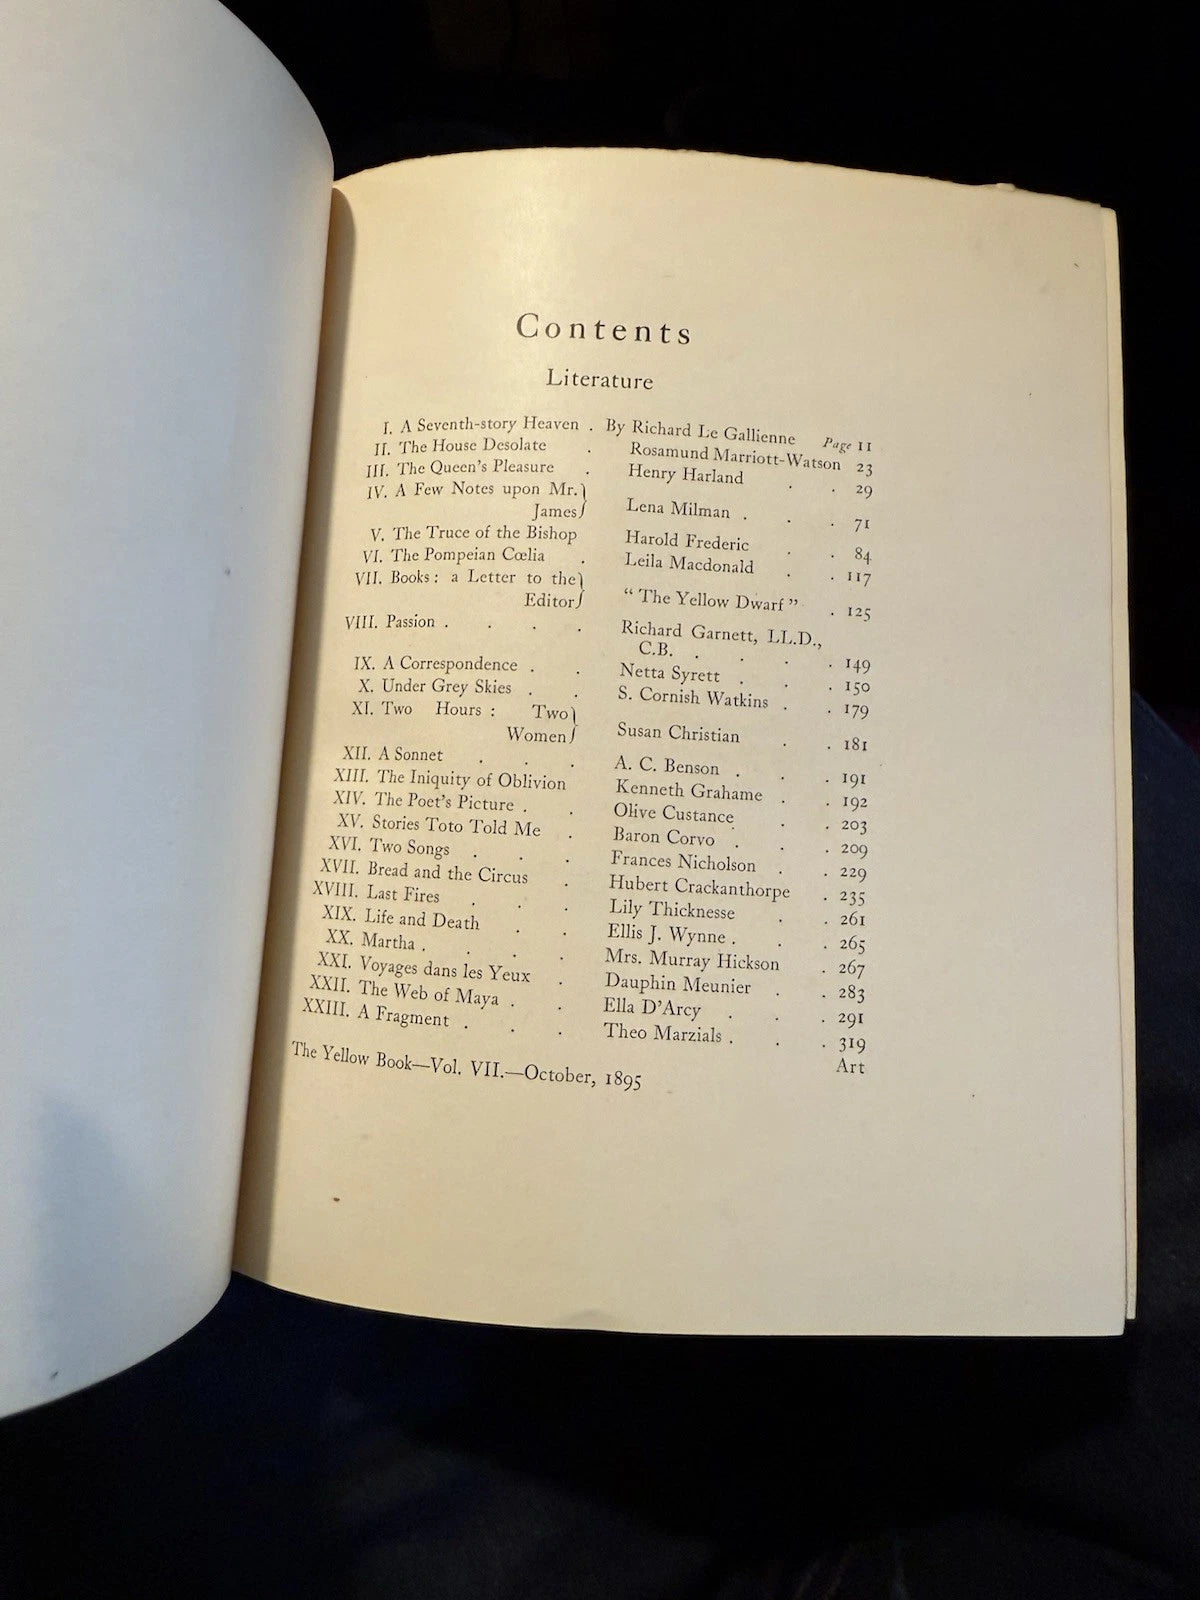 Contents
Literature
I. A Seventh-story Heaven . By Richard Le Gallienne Page 11
II. The House Desolate . Rosamund Marriott-Watson 23
III. The Queen's Pleasure . Henry Harland . . 29
IV. A Few Notes upon Mr.}
James} Lena Milman . . . 71
V. The Truce of the Bishop Harold Frederic . . 84
VI. The Pompeian Cœlia . Leila Macdonald . . 117
VII. Books: a Letter to the}
Editor} "The Yellow Dwarf" . 125
VIII. Passion . . . . Richard Garnett, LL.D.,
C.B. . . . . 149
IX. A Correspondence . . Netta Syrett . . . 150
X. Under Grey Skies . . S. Cornish Watkins . . 179
XI. Two Hours: Two}
Women} Susan Christian . . 181
XII. A Sonnet . . . A. C. Benson . . . 191
XIII. The Iniquity of Oblivion Kenneth Grahame . . 192
XIV. The Poet's Picture . . Olive Custance . . 203
XV. Stories Toto Told Me . Baron Corvo . . . 209
XVI. Two Songs . . . Frances Nicholson . . 229
XVII. Bread and the Circus . Hubert Crackanthorpe . 235
XVIII. Last Fires . . . Lily Thicknesse . . 261
XIX. Life and Death . . Ellis J. Wynne . . . 265
XX. Martha . . . . Mrs. Murray Hickson . 267
XXI. Voyages dans les Yeux . Dauphin Meunier . . 283
XXII. The Web of Maya . . Ella D'Arcy . . . 291
XXIII. A Fragment . . . Theo Marzials . . . 319
The Yellow Book—Vol. VII.—October, 1895 Art